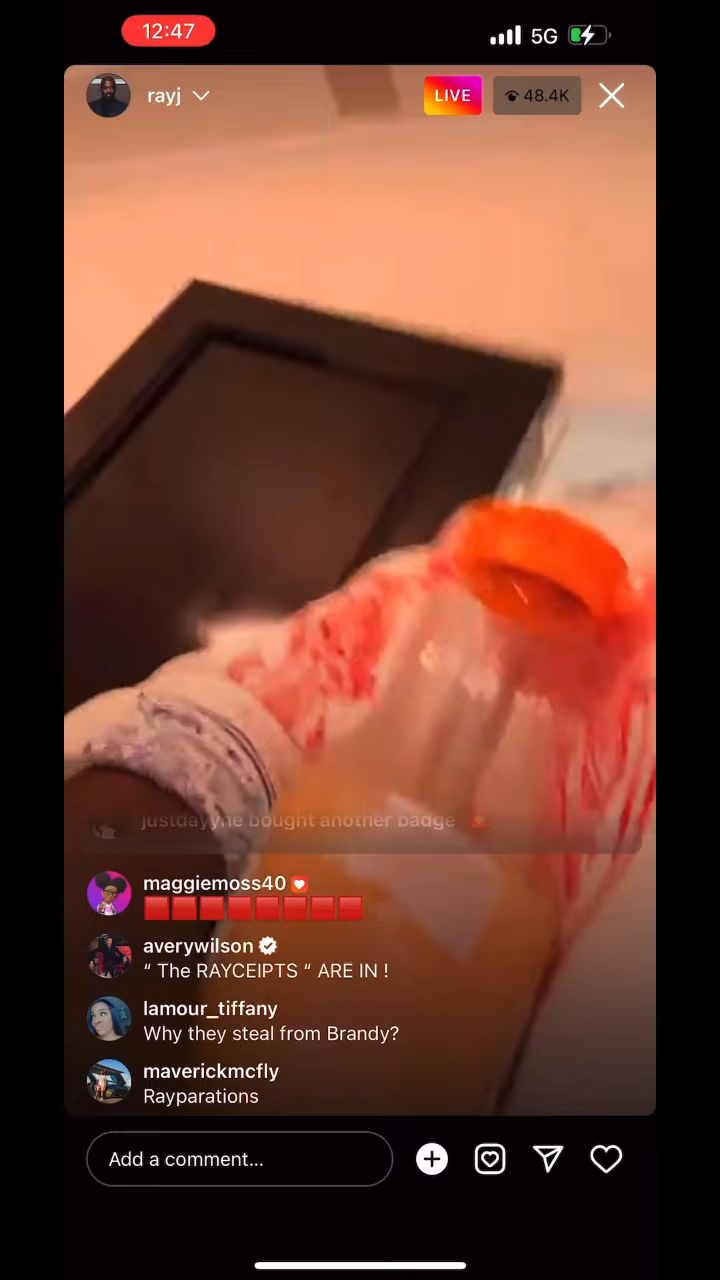 12:47
5G
rayj
LIVE
48.4K
justdayyne bought another badge
maggiemoss40
averywilson
“ The RAYCEIPTS “ ARE IN !
lamour_tiffany
Why they steal from Brandy?
maverickmcfly
Rayparations
Add a comment...